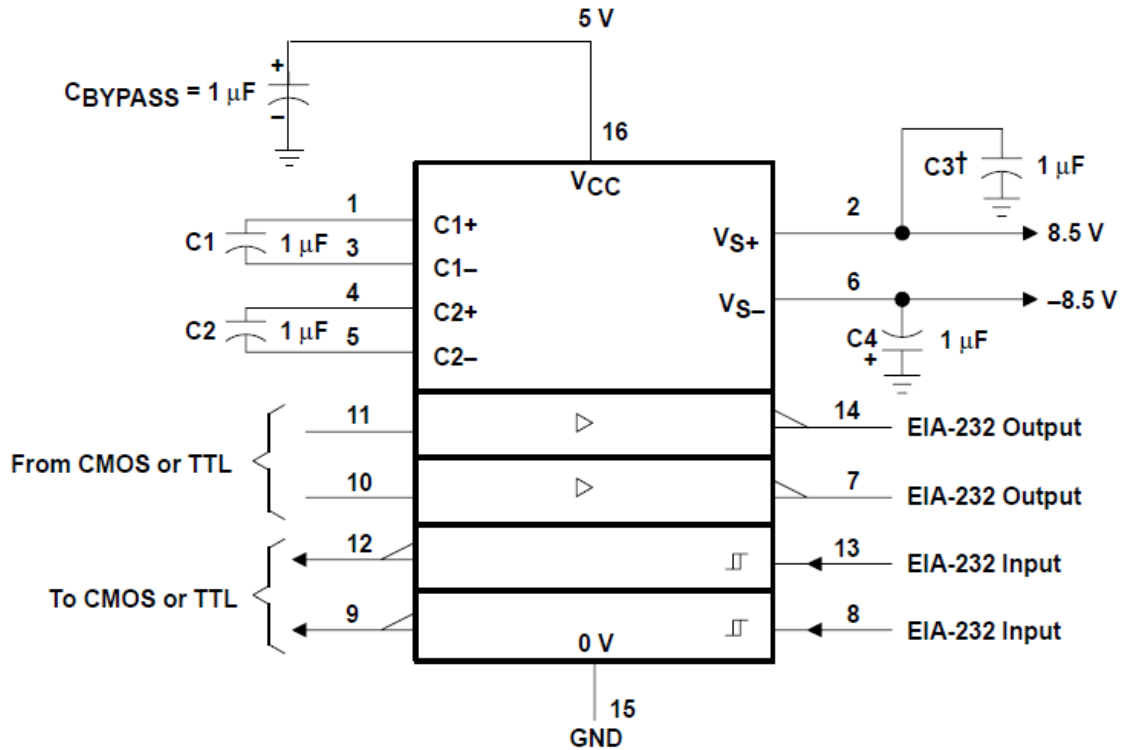 5 V
CBYPASS = 1 μF
+
–
16
VCC
C3†
1 μF
1
C1+
C1
1 μF
3
C1–
2
VS+
8.5 V
4
C2+
C2
1 μF
5
C2–
6
VS–
–8.5 V
C4
+
1 μF
From CMOS or TTL
11
14
EIA-232 Output
10
7
EIA-232 Output
To CMOS or TTL
12
13
EIA-232 Input
9
8
EIA-232 Input
0 V
15
GND